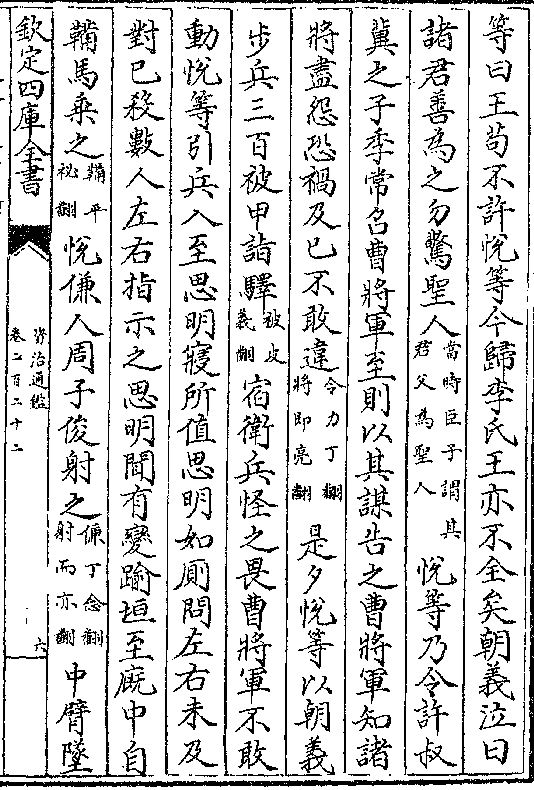 等曰王苟不許悅等今歸李氏王亦不全矣朝義泣曰
諸君善為之勿驚聖人當時臣子謂其君父為聖人悅等乃令許叔
冀之子季常召曹將軍至則以其謀告之曹將軍知諸
將盡怨恐禍及已不敢違令力丁翻將即亮翻是夕悅等以朝義
步兵三百被甲詣驛被皮義翻宿衛兵怪之畏曹將軍不敢
動悅等引兵入至思明寢所值思明如厠問左右未及
對已殺數人左右指示之思明聞有變踰垣至廐中自
鞴馬乗之鞴平祕翻悅傔人周子俊射之傔丁念翻射而亦翻中臂墜
欽定四庫全書
資治通鑑
卷二百二十二
六